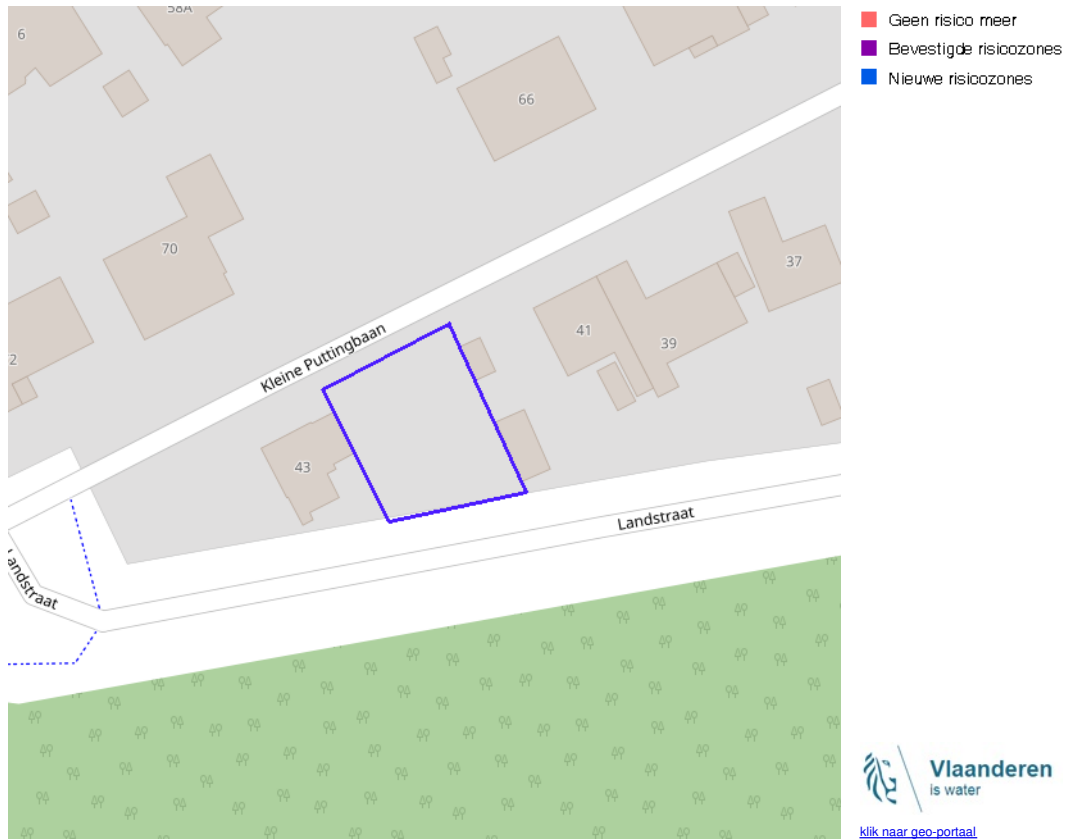 6
58A
66
70
2
Kleine Puttingbaan
41
39
37
43
Landstraat
Landstraat
Geen risico meer
Bevestigde risicozones
Nieuwe risicozones
Vlaanderen
is water
klik naar geo-portaal